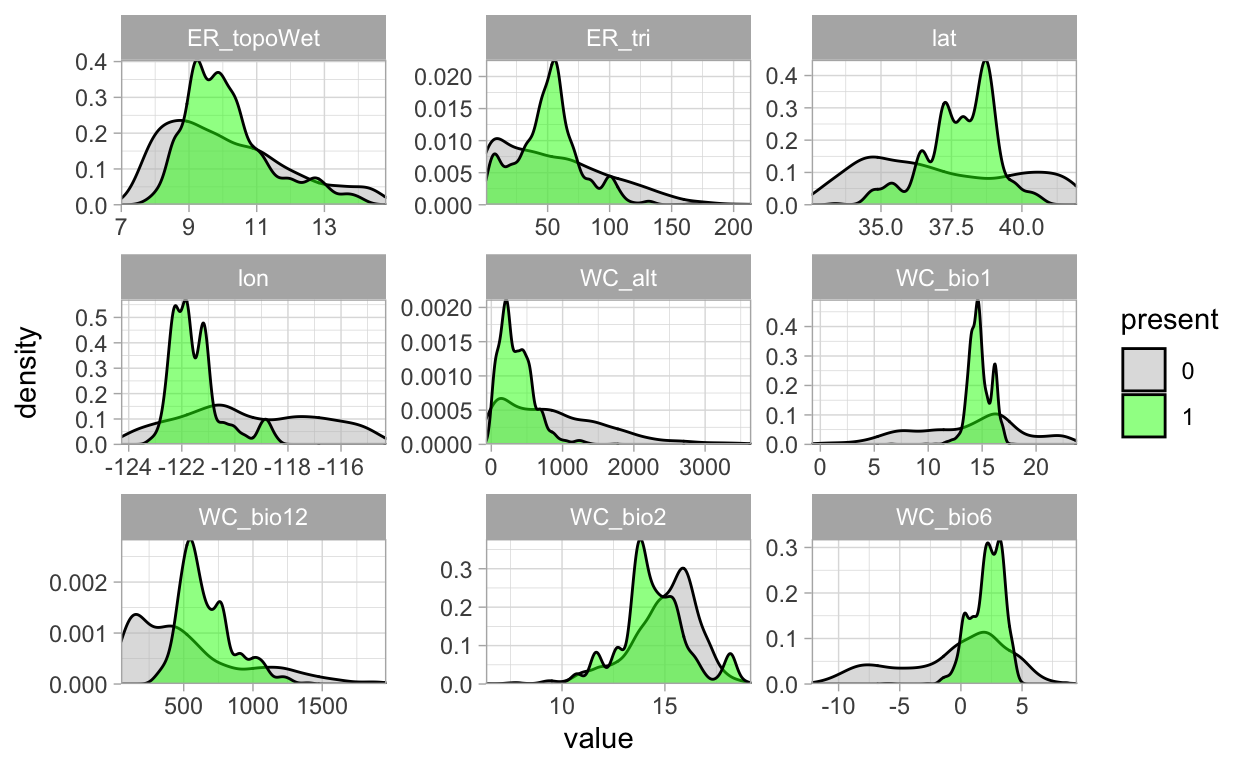 ER_topoWet ER_tri lat
0.4 0.3 0.2 0.1 0.0
7 9 11 13
0.020 0.015 0.010 0.005 0.000
50 100 150 200
0.4 0.3 0.2 0.1 0.0
35.0 37.5 40.0
lon WC_alt WC_bio1
0.5 0.4 0.3 0.2 0.1 0.0
-124 -122 -120 -118 -116
0.0020 0.0015 0.0010 0.0005 0.0000
0 1000 2000 3000
0.4 0.3 0.2 0.1 0.0
0 5 10 15 20
WC_bio12 WC_bio2 WC_bio6
0.002 0.001 0.000
500 1000 1500
0.3 0.2 0.1 0.0
10 15
0.3 0.2 0.1 0.0
-10 -5 0 5
density
value
present
0
1